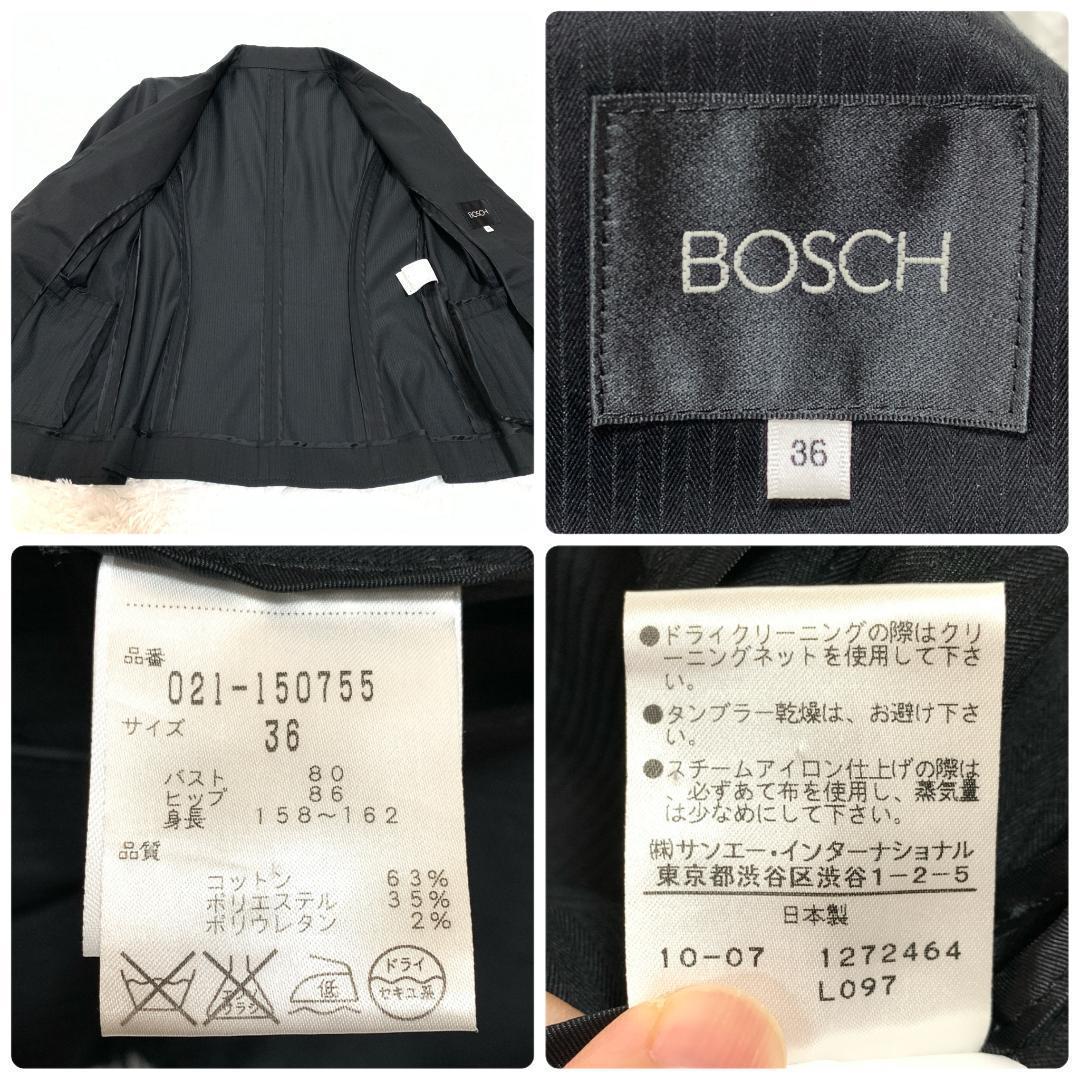 BOSCH
BOSCH
36
品番
021-150755
サイズ
36
バスト 80
ヒップ 86
身長 158~162
品質
コットン 63%
ポリエステル 35%
ポリウレタン 2%
低
ドライ
セキユ系
●ドライクリーニングの際はクリ
ーニングネットを使用して下さ
い。
●タンブラー乾燥は、お避け下さ
い。
●スチームアイロン仕上げの際は
、必ずあて布を使用し、蒸気量
は少なめにして下さい。
㈱サンエー・インターナショナル
東京都渋谷区渋谷1-2-5
日本製
10-07 1272464
L097